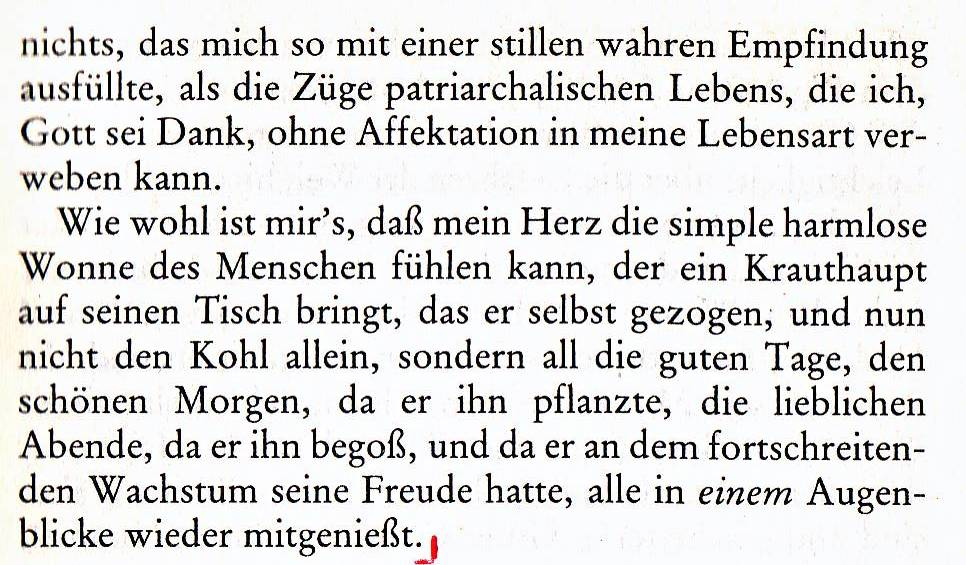 nichts, das mich so mit einer stillen wahren Empfindung
ausfüllte, als die Züge patriarchalischen Lebens, die ich,
Gott sei Dank, ohne Affektation in meine Lebensart ver-
weben kann.
Wie wohl ist mir's, daß mein Herz die simple harmlose
Wonne des Menschen fühlen kann, der ein Krauthaupt
auf seinen Tisch bringt, das er selbst gezogen, und nun
nicht den Kohl allein, sondern all die guten Tage, den
schönen Morgen, da er ihn pflanzte, die lieblichen
Abende, da er ihn begoß, und da er an dem fortschreiten-
den Wachstum seine Freude hatte, alle in einem Augen-
blicke wieder mitgenießt.